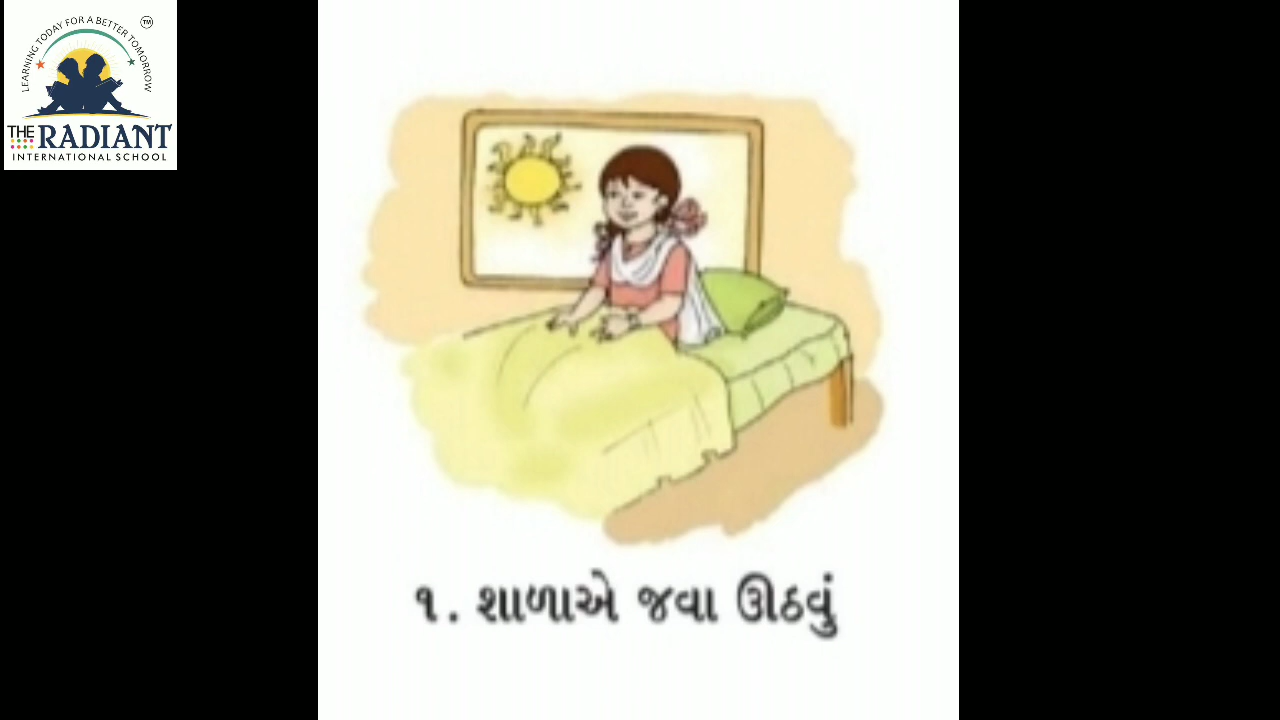 LEARNING TODAY FOR A BETTER TOMORROW
TM
THE RADIANT
INTERNATIONAL SCHOOL
૧. શાળાએ જવા ઊઠવું